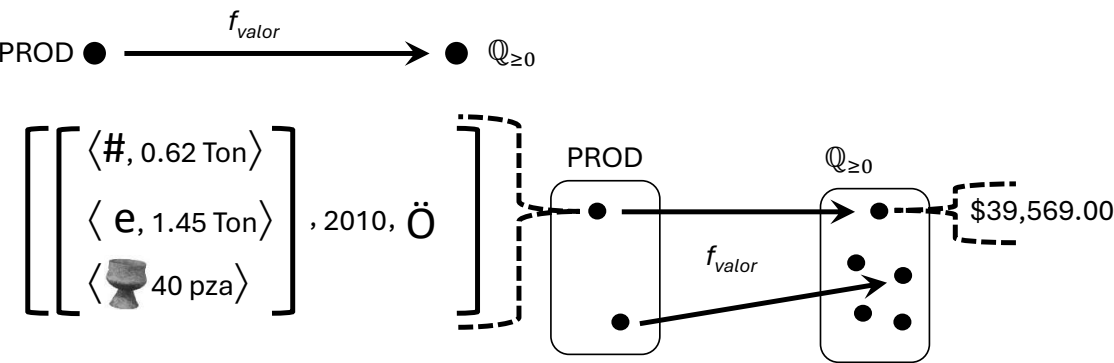 f_valor
PROD ℚ≥0
⟨#, 0.62 Ton⟩
⟨ e, 1.45 Ton⟩
⟨ 40 pza⟩
, 2010, Ö
PROD
ℚ≥0
$39,569.00
f_valor